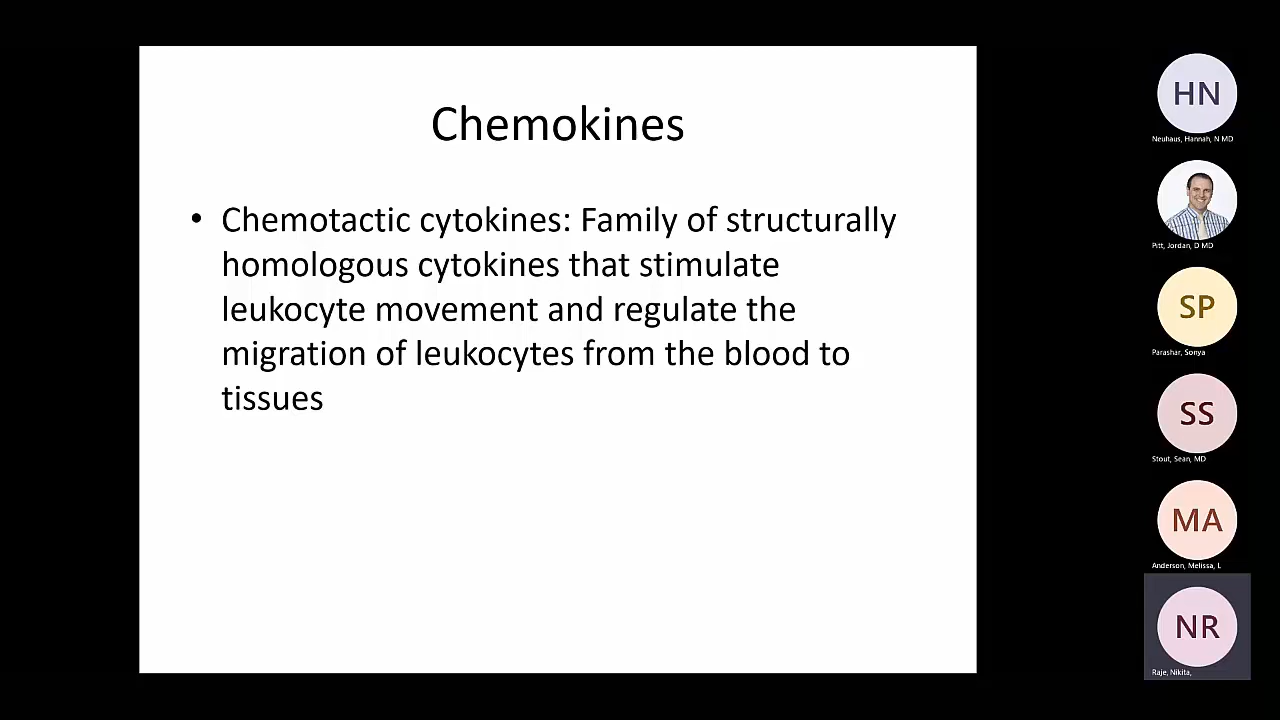 Chemokines
• Chemotactic cytokines: Family of structurally
homologous cytokines that stimulate
leukocyte movement and regulate the
migration of leukocytes from the blood to
tissues
HN
Neuhaus, Hannah, N MD
Pitt, Jordan, D MD
SP
Parashar, Sonya
SS
Stout, Sean, MD
MA
Anderson, Melissa, L
NR
Raje, Nikita,